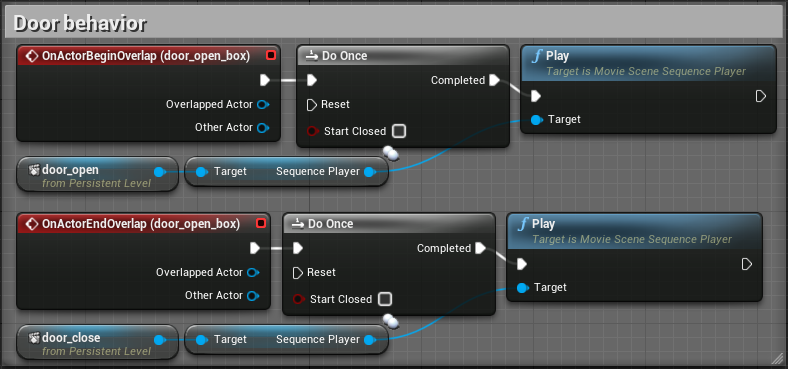 Door behavior
OnActorBeginOverlap (door_open_box)
Overlapped Actor
Other Actor
Do Once
Completed
Reset
Start Closed
f Play
Target is Movie Scene Sequence Player
Target
door_open
from Persistent Level
Target Sequence Player
OnActorEndOverlap (door_open_box)
Overlapped Actor
Other Actor
Do Once
Completed
Reset
Start Closed
f Play
Target is Movie Scene Sequence Player
Target
door_close
from Persistent Level
Target Sequence Player